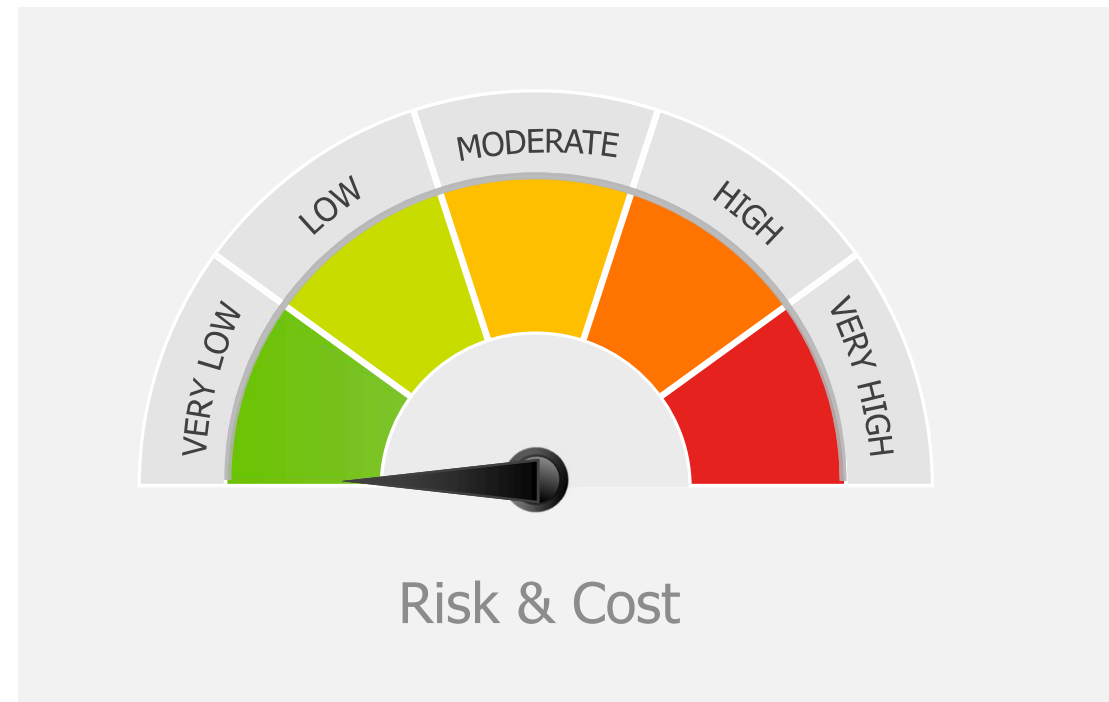 VERY LOW
LOW
MODERATE
HIGH
VERY HIGH
Risk & Cost